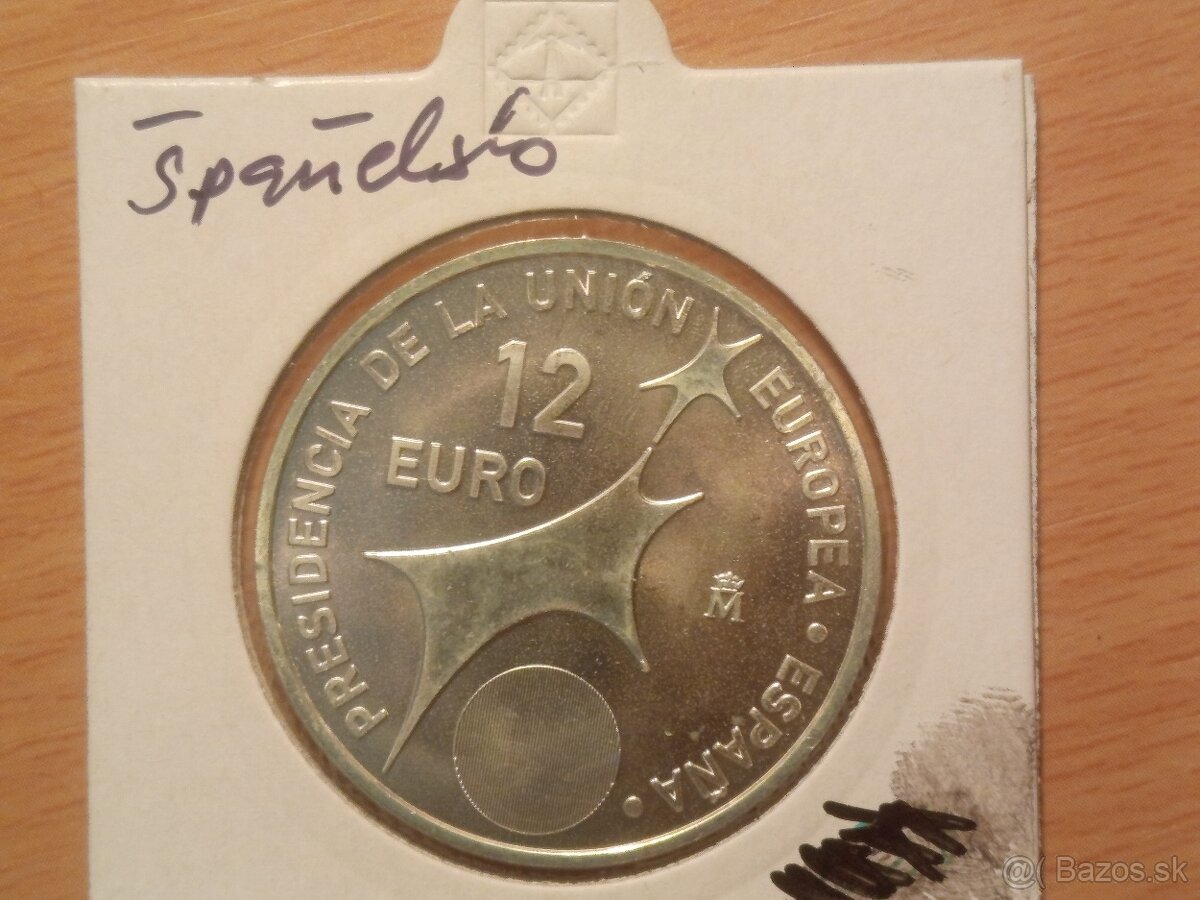 Španielsko
PRESIDENCIA DE LA UNIÓN EUROPEA • ESPAÑA •
12
EURO
M
@( Bazos.sk